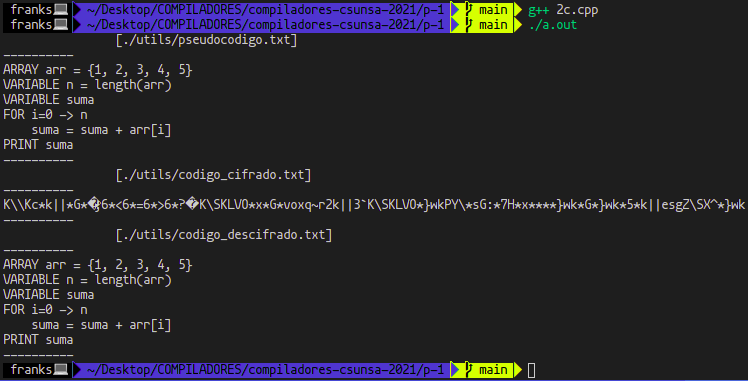 franks💻 ~/Desktop/COMPILADORES/compiladores-csunsa-2021/p-1 main g++ 2c.cpp
franks💻 ~/Desktop/COMPILADORES/compiladores-csunsa-2021/p-1 main ./a.out
[./utils/pseudocodigo.txt]
----------
ARRAY arr = {1, 2, 3, 4, 5}
VARIABLE n = length(arr)
VARIABLE suma
FOR i=0 -> n
    suma = suma + arr[i]
PRINT suma
----------
[./utils/codigo_cifrado.txt]
----------
K\\Kc*k||*G*�;6*<6*=6*>6*?�K\SKLVO*x*G*voxq~r2k||3`K\SKLVO*}wkPY\*sG:*7H*x****}wk*G*}wk*5*k||esgZ\SX^*}wk
----------
[./utils/codigo_descifrado.txt]
----------
ARRAY arr = {1, 2, 3, 4, 5}
VARIABLE n = length(arr)
VARIABLE suma
FOR i=0 -> n
    suma = suma + arr[i]
PRINT suma
----------
franks💻 ~/Desktop/COMPILADORES/compiladores-csunsa-2021/p-1 main